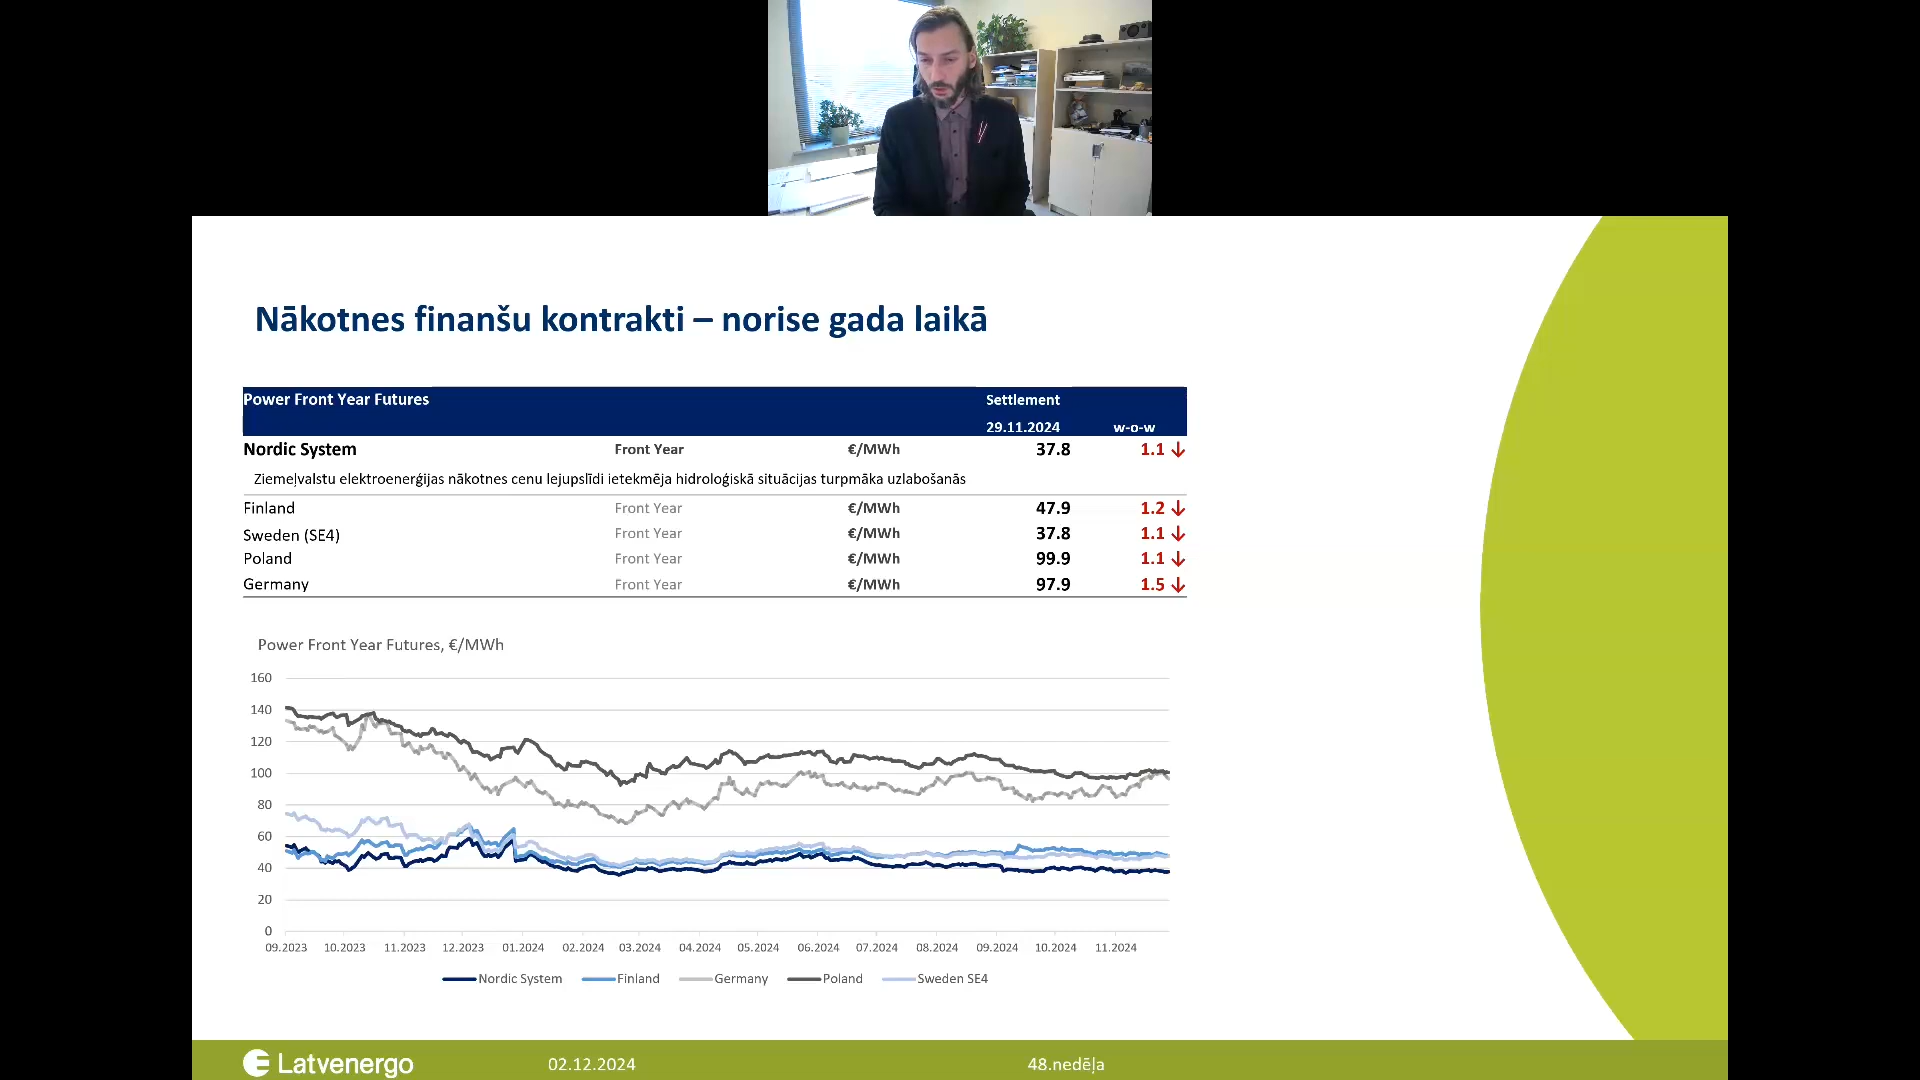 Nākotnes finanšu kontrakti – norise gada laikā
Power Front Year Futures Settlement
29.11.2024 w-o-w
Nordic System Front Year €/MWh 37.8 1.1 ↓
Ziemeļvalstu elektroenerģijas nākotnes cenu lejupslīdi ietekmēja hidroloģiskā situācijas turpmāka uzlabošanās
Finland Front Year €/MWh 47.9 1.2 ↓
Sweden (SE4) Front Year €/MWh 37.8 1.1 ↓
Poland Front Year €/MWh 99.9 1.1 ↓
Germany Front Year €/MWh 97.9 1.5 ↓
Power Front Year Futures, €/MWh
160
140
120
100
80
60
40
20
0
09.2023 10.2023 11.2023 12.2023 01.2024 02.2024 03.2024 04.2024 05.2024 06.2024 07.2024 08.2024 09.2024 10.2024 11.2024
Nordic System Finland Germany Poland Sweden SE4
Latvenergo 02.12.2024 48.nedēļa